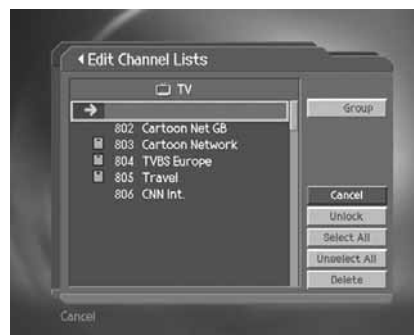 Edit Channel Lists
TV
Group
802 Cartoon Net GB
803 Cartoon Network
804 TVBS Europe
805 Travel
806 CNN Int.
Cancel
Unlock
Select All
Unselect All
Delete
Cancel